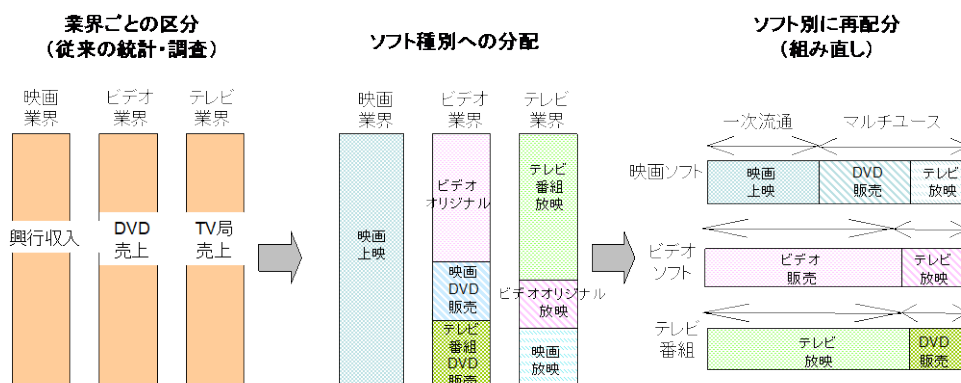 業界ごとの区分
(従来の統計・調査)
ソフト種別への分配
ソフト別に再配分
(組み直し)
映画
業界
ビデオ
業界
テレビ
業界
興行収入
DVD
売上
TV局
売上
映画
業界
ビデオ
業界
テレビ
業界
映画
上映
ビデオ
オリジナル
映画
DVD
販売
テレビ
番組
DVD
販売
テレビ
番組
放映
ビデオオリジナル
放映
映画
放映
一次流通
マルチユース
映画ソフト
映画
上映
DVD
販売
テレビ
放映
ビデオ
ソフト
ビデオ
販売
テレビ
放映
テレビ
番組
テレビ
放映
DVD
販売